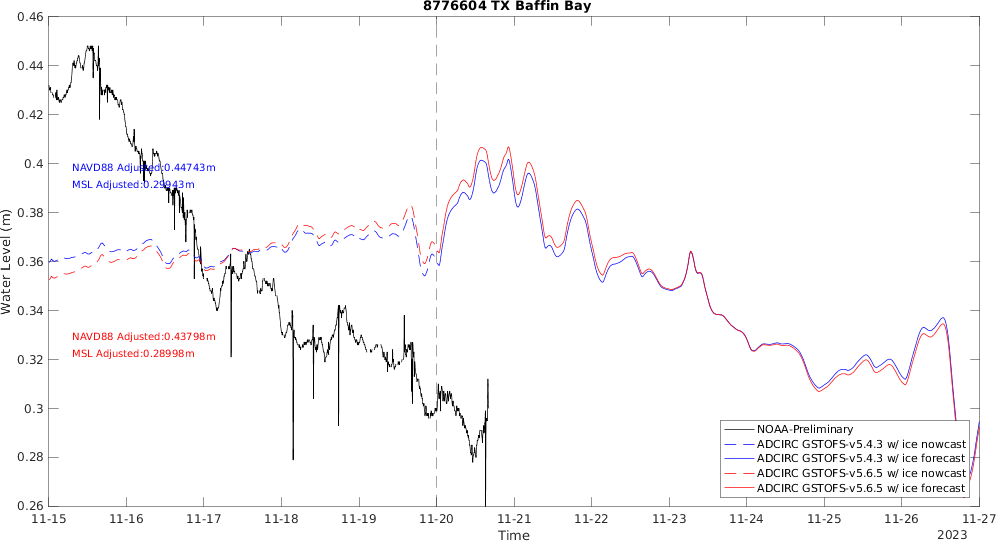 8776604 TX Baffin Bay
0.46
0.44
0.42
0.4
0.38
0.36
0.34
0.32
0.3
0.28
0.26
Water Level (m)
NAVD88 Adjusted:0.44743m
MSL Adjusted:0.29943m
NAVD88 Adjusted:0.43798m
MSL Adjusted:0.28998m
NOAA-Preliminary
ADCIRC GSTOFS-v5.4.3 w/ ice nowcast
ADCIRC GSTOFS-v5.4.3 w/ ice forecast
ADCIRC GSTOFS-v5.6.5 w/ ice nowcast
ADCIRC GSTOFS-v5.6.5 w/ ice forecast
11-15 11-16 11-17 11-18 11-19 11-20 11-21 11-22 11-23 11-24 11-25 11-26 11-27
Time
2023